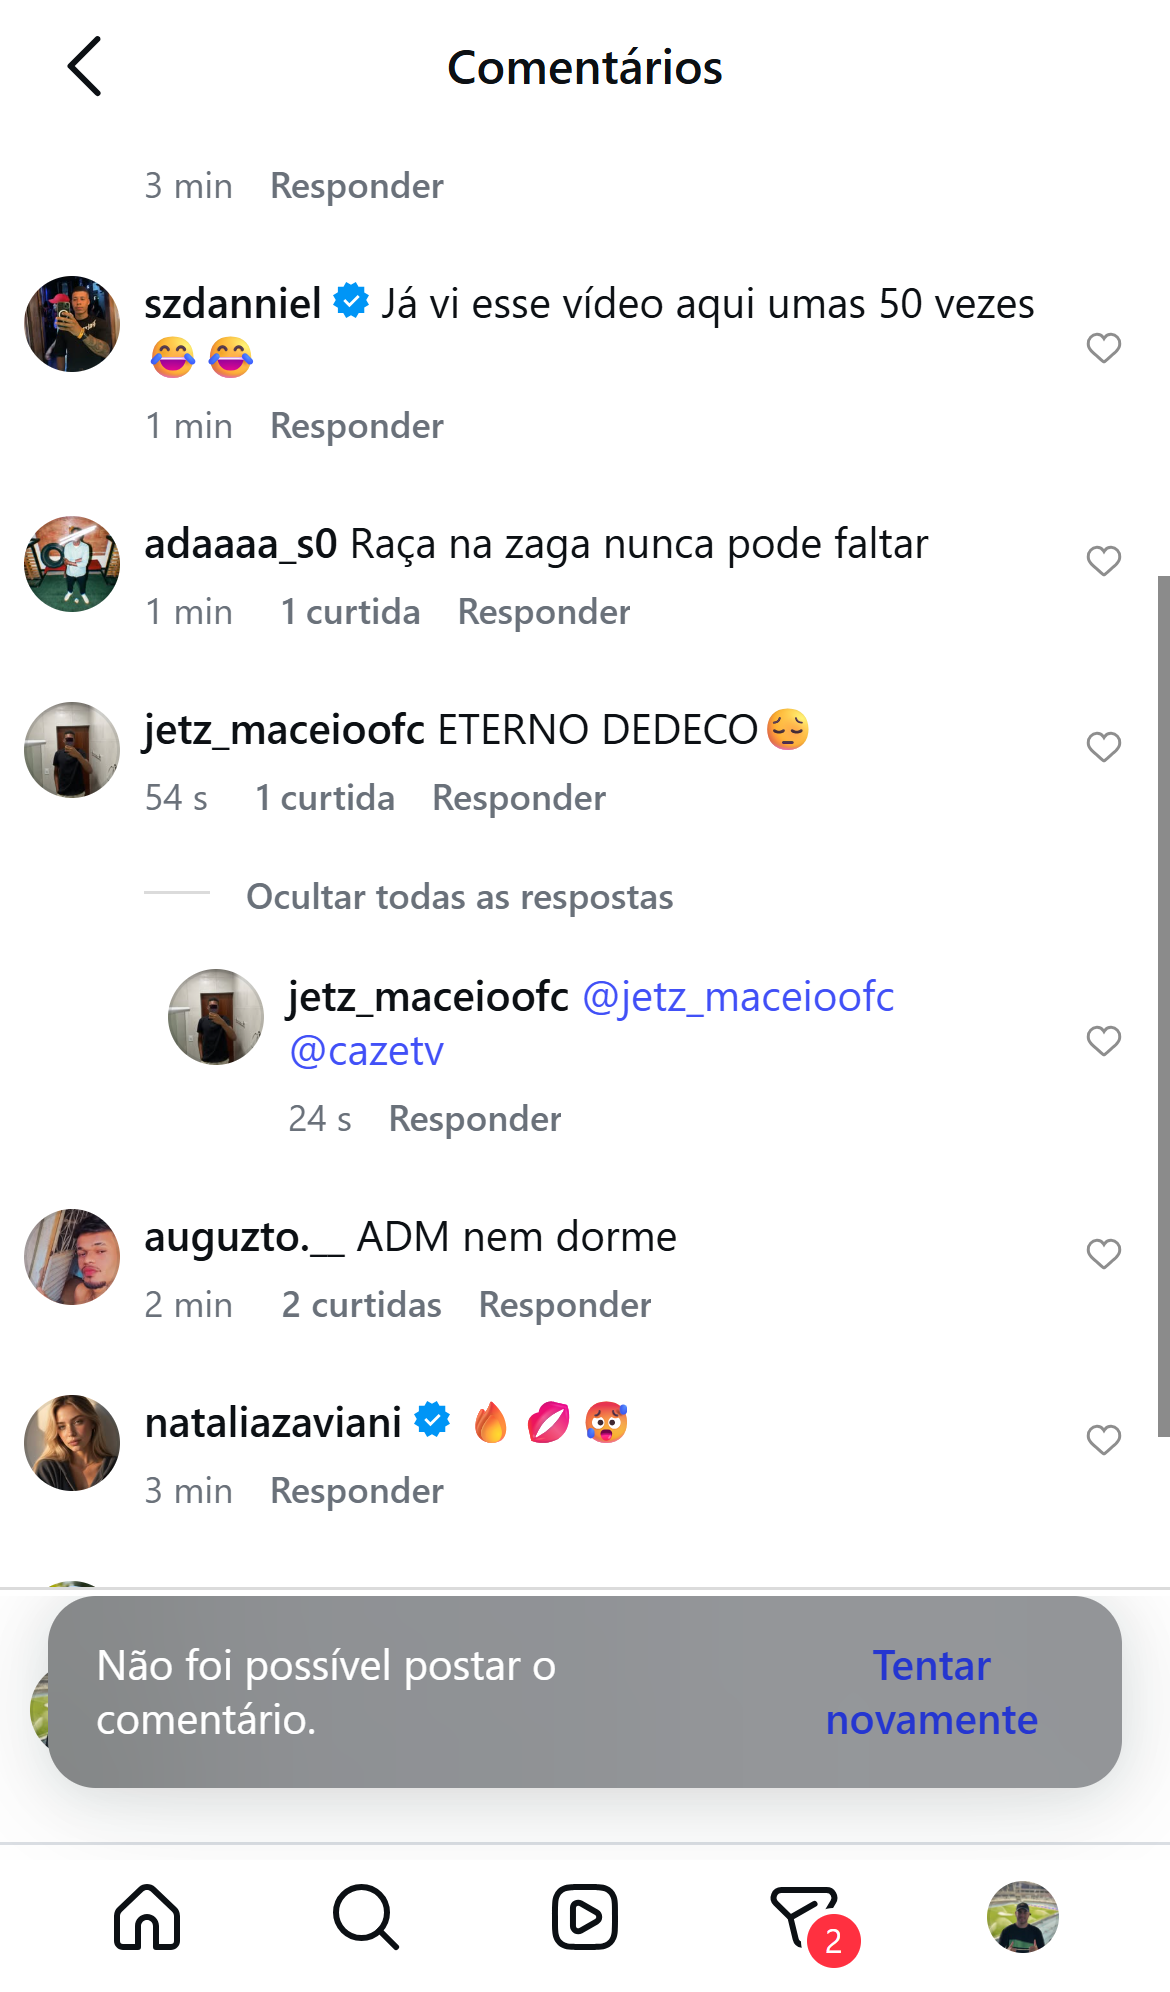 Comentários
3 min Responder
szdanniel Já vi esse vídeo aqui umas 50 vezes
😂😂
1 min Responder
adaaaa_s0 Raça na zaga nunca pode faltar
1 min 1 curtida Responder
jetz_maceioofc ETERNO DEDECO😔
54 s 1 curtida Responder
Ocultar todas as respostas
jetz_maceioofc @jetz_maceioofc
@cazetv
24 s Responder
auguzto.__ ADM nem dorme
2 min 2 curtidas Responder
nataliazaviani 🔥💋🥵
3 min Responder
Não foi possível postar o
comentário.
Tentar
novamente
2